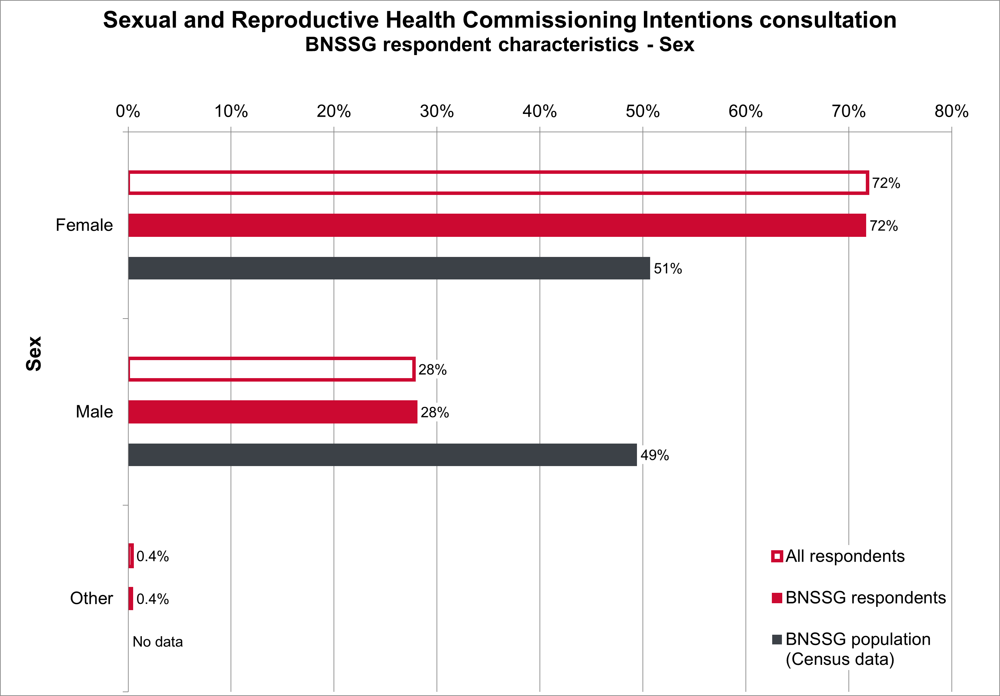 Sexual and Reproductive Health Commissioning Intentions consultation
BNSSG respondent characteristics - Sex
0% 10% 20% 30% 40% 50% 60% 70% 80%
72%
Female
72%
51%
Sex
28%
Male
28%
49%
0.4%
Other
0.4%
No data
All respondents
BNSSG respondents
BNSSG population
(Census data)